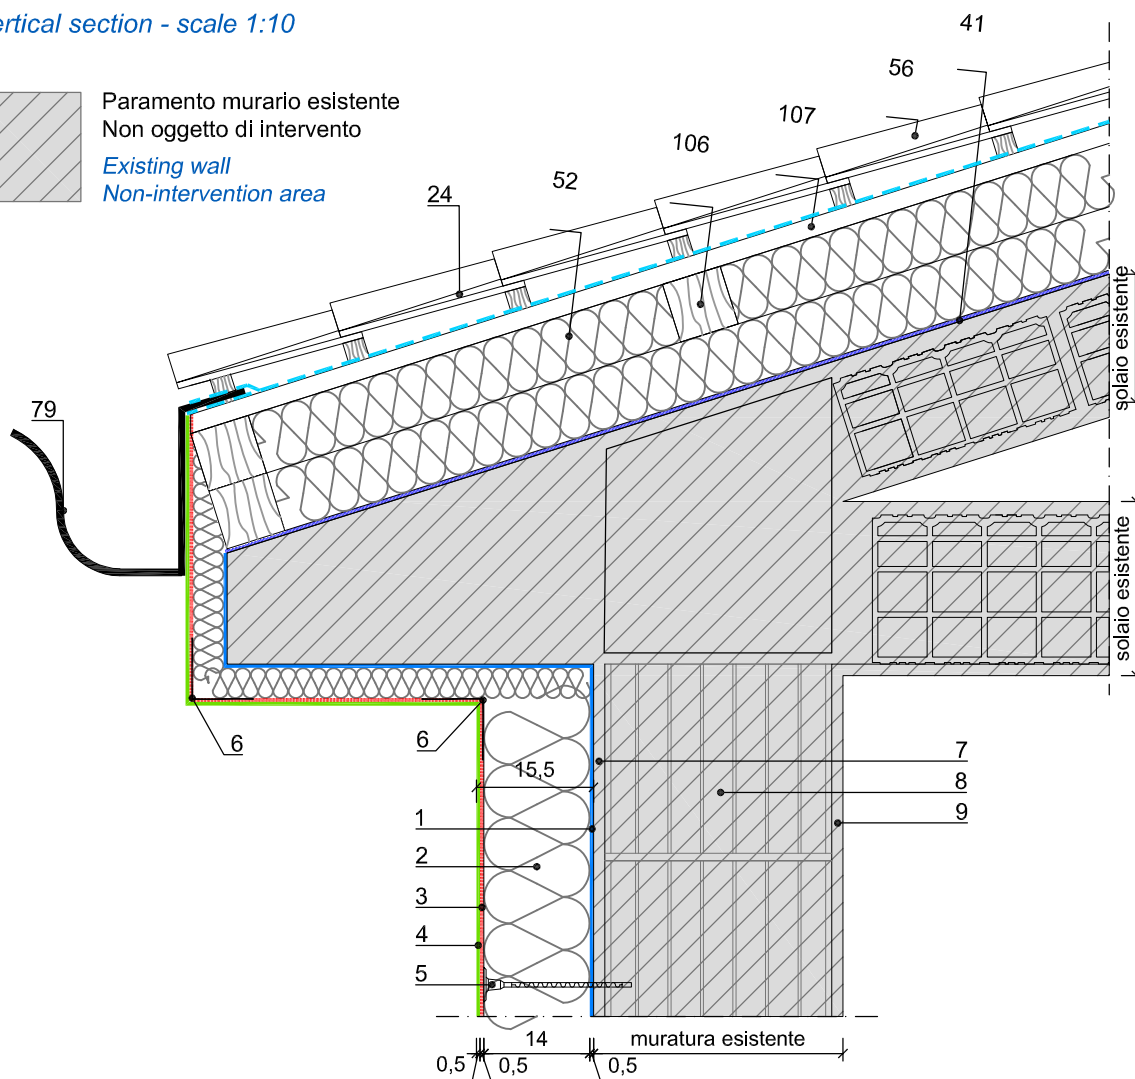 ertical section - scale 1:10
41
56
107
106
52
24
Paramento murario esistente
Non oggetto di intervento
Existing wall
Non-intervention area
79
solaio esistente
solaio esistente
6
6
15,5
7
8
9
1
2
3
4
5
14
muratura esistente
0,5
0,5
0,5